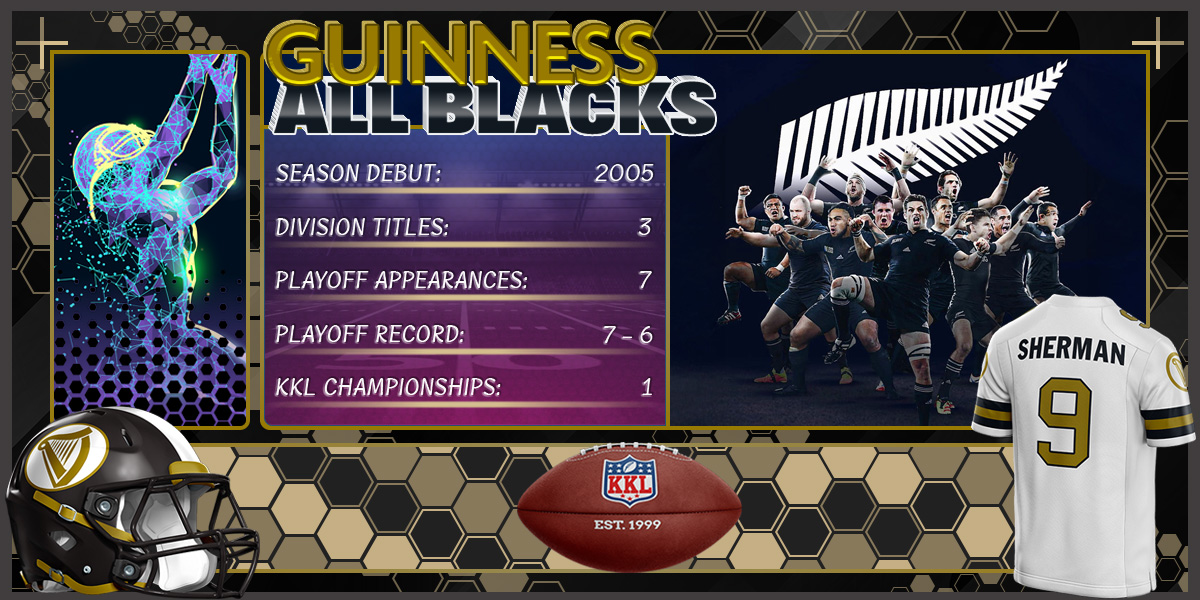 GUINNESS
ALL BLACKS
SEASON DEBUT: 2005
DIVISION TITLES: 3
PLAYOFF APPEARANCES: 7
PLAYOFF RECORD: 7 – 6
KKL CHAMPIONSHIPS: 1
SHERMAN
9
KKL
EST. 1999